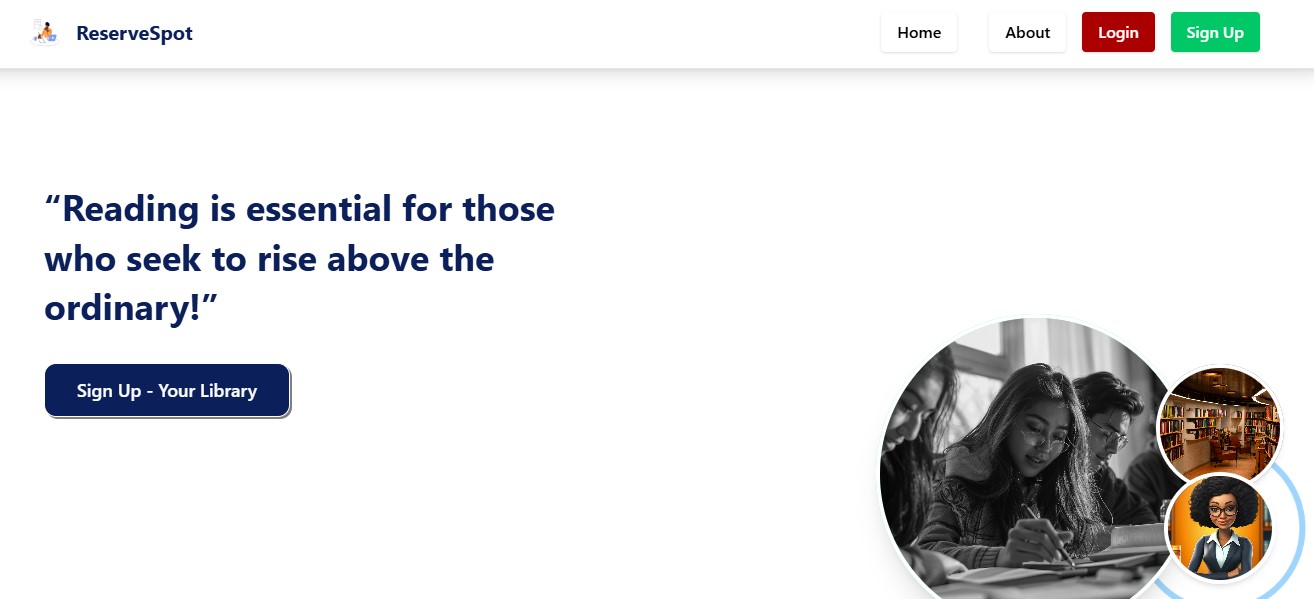 ReserveSpot
Home
About
Login
Sign Up
“Reading is essential for those
who seek to rise above the
ordinary!”
Sign Up - Your Library